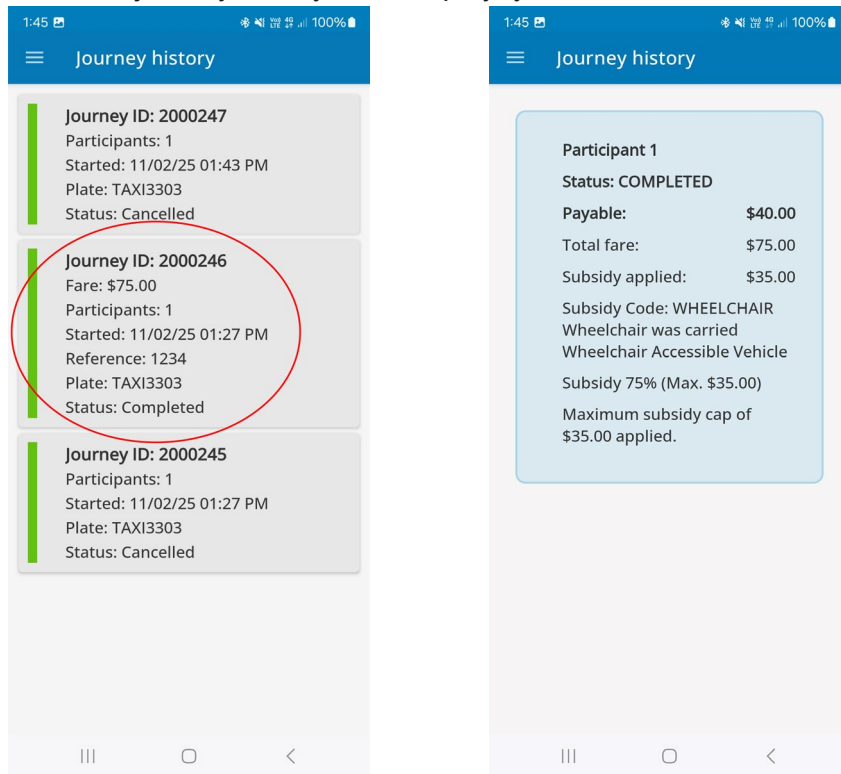 1:45 100%
Journey history
Journey ID: 2000247
Participants: 1
Started: 11/02/25 01:43 PM
Plate: TAXI3303
Status: Cancelled
Journey ID: 2000246
Fare: $75.00
Participants: 1
Started: 11/02/25 01:27 PM
Reference: 1234
Plate: TAXI3303
Status: Completed
Journey ID: 2000245
Participants: 1
Started: 11/02/25 01:27 PM
Plate: TAXI3303
Status: Cancelled
1:45 100%
Journey history
Participant 1
Status: COMPLETED
Payable: $40.00
Total fare: $75.00
Subsidy applied: $35.00
Subsidy Code: WHEELCHAIR
Wheelchair was carried
Wheelchair Accessible Vehicle
Subsidy 75% (Max. $35.00)
Maximum subsidy cap of
$35.00 applied.